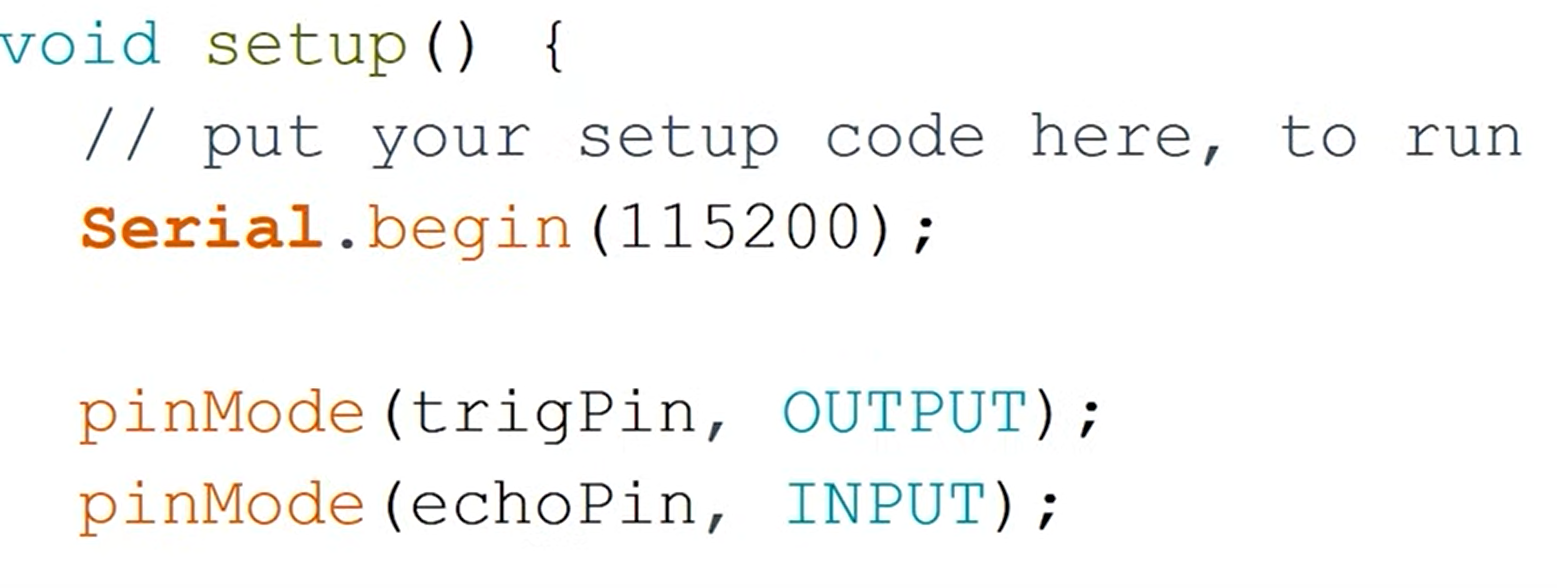 void setup() {
// put your setup code here, to run
Serial.begin(115200);
pinMode(trigPin, OUTPUT);
pinMode(echoPin, INPUT);